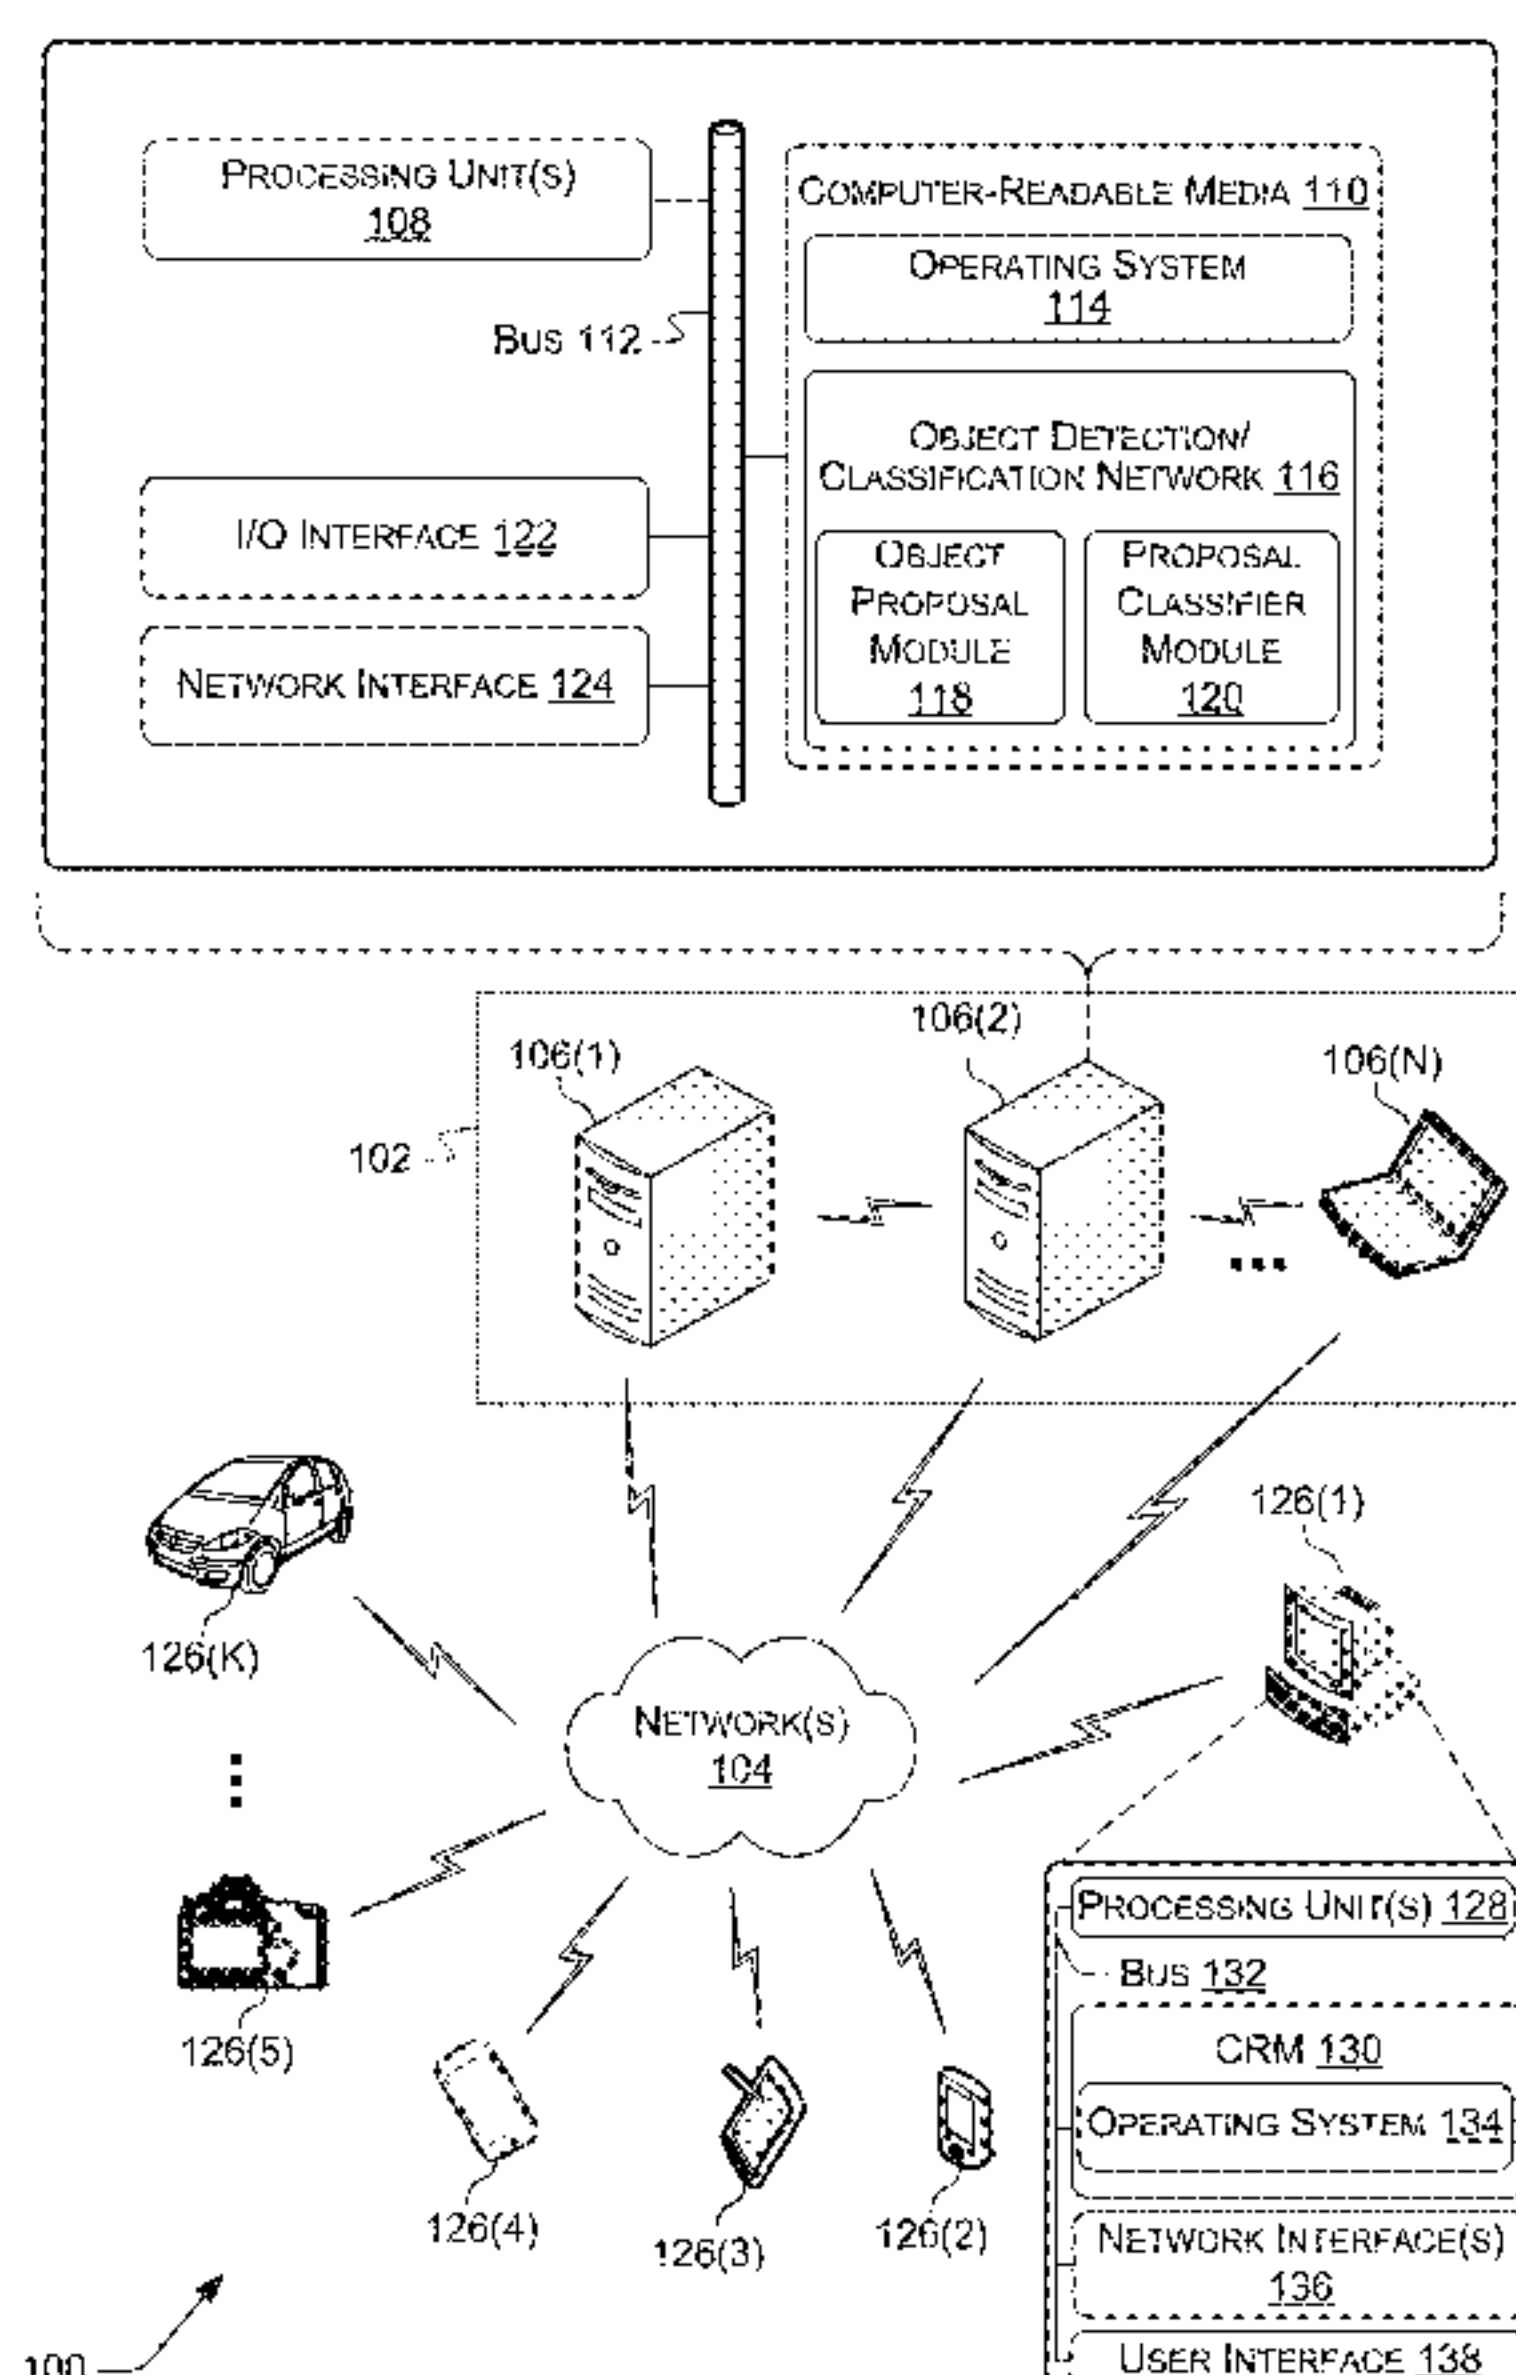 PROCESSING UNIT(S)
108
COMPUTER-READABLE MEDIA 110
OPERATING SYSTEM
114
BUS 112
OBJECT DETECTION/
CLASSIFICATION NETWORK 116
I/O INTERFACE 122
OBJECT
PROPOSAL
MODULE
118
PROPOSAL
CLASSIFIER
MODULE
120
NETWORK INTERFACE 124
106(1)
106(2)
106(N)
102
126(1)
126(K)
NETWORK(S)
104
126(5)
126(4)
126(3)
126(2)
PROCESSING UNIT(S) 128
BUS 132
CRM 130
OPERATING SYSTEM 134
NETWORK INTERFACE(S)
136
USER INTERFACE 138
100